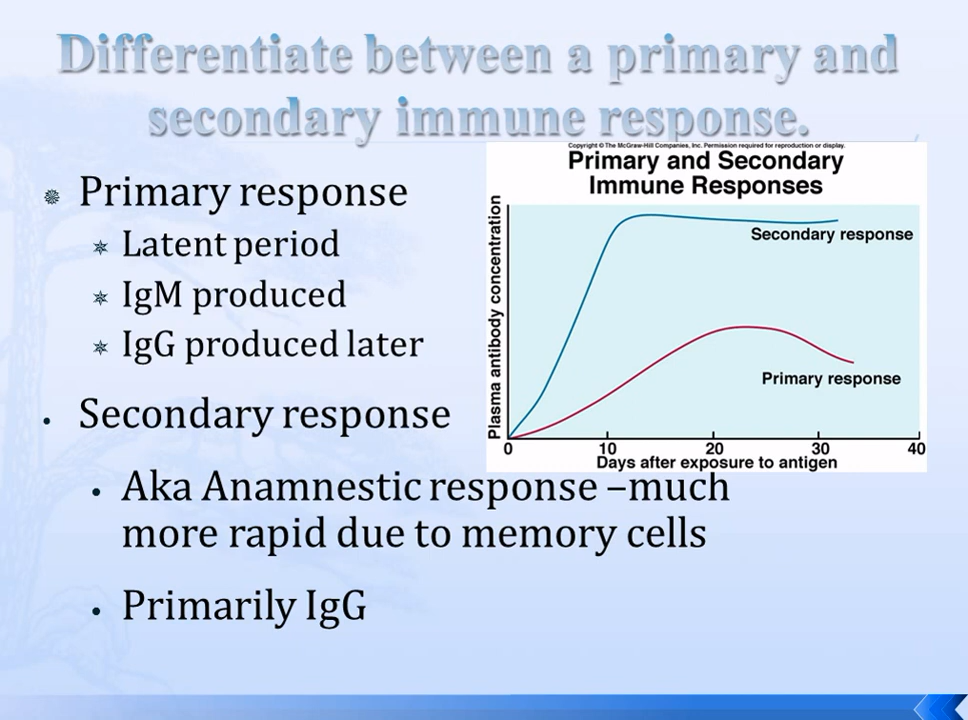 Differentiate between a primary and
secondary immune response.
Primary response
Latent period
IgM produced
IgG produced later
Secondary response
Aka Anamnestic response –much
more rapid due to memory cells
Primarily IgG
Copyright © The McGraw-Hill Companies, Inc. Permission required for reproduction or display.
Primary and Secondary
Immune Responses
Plasma antibody concentration
Secondary response
Primary response
0 10 20 30 40
Days after exposure to antigen